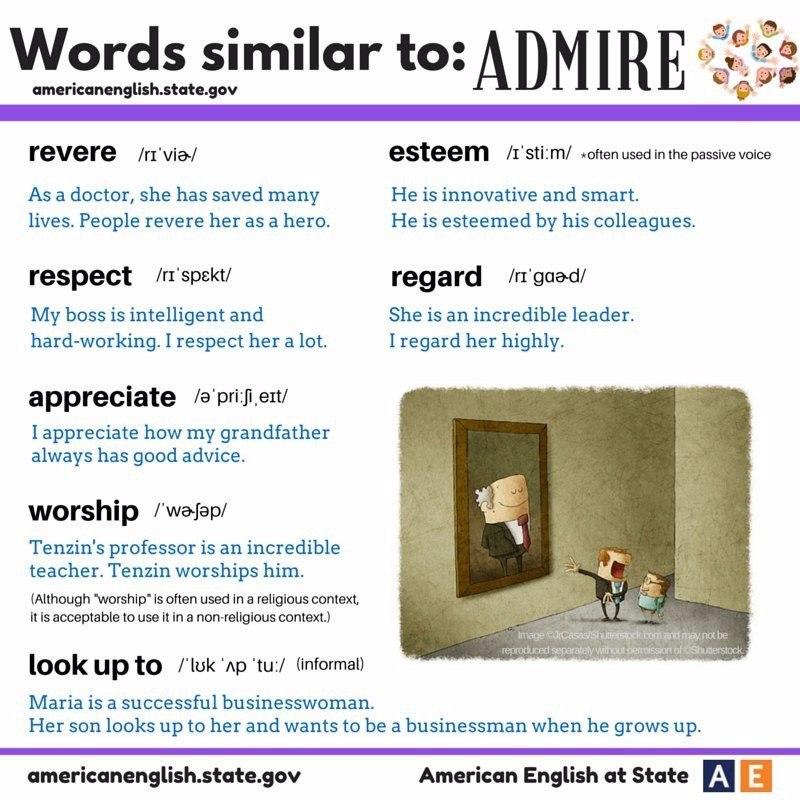 Words similar to: ADMIRE
americanenglish.state.gov
revere /rɪˈviɚ/
As a doctor, she has saved many
lives. People revere her as a hero.
esteem /ɪˈstiːm/ *often used in the passive voice
He is innovative and smart.
He is esteemed by his colleagues.
respect /rɪˈspɛkt/
My boss is intelligent and
hard-working. I respect her a lot.
regard /rɪˈgɑɚd/
She is an incredible leader.
I regard her highly.
appreciate /əˈpriːʃiˌeɪt/
I appreciate how my grandfather
always has good advice.
worship /ˈwɚʃəp/
Tenzin's professor is an incredible
teacher. Tenzin worships him.
(Although "worship" is often used in a religious context,
it is acceptable to use it in a non-religious context.)
Image ©JrCasas/Shutterstock.com and may not be
reproduced separately without permission of ©Shutterstock.
look up to /ˈlʊk ˈʌp ˈtuː/ (informal)
Maria is a successful businesswoman.
Her son looks up to her and wants to be a businessman when he grows up.
americanenglish.state.gov
American English at State A E